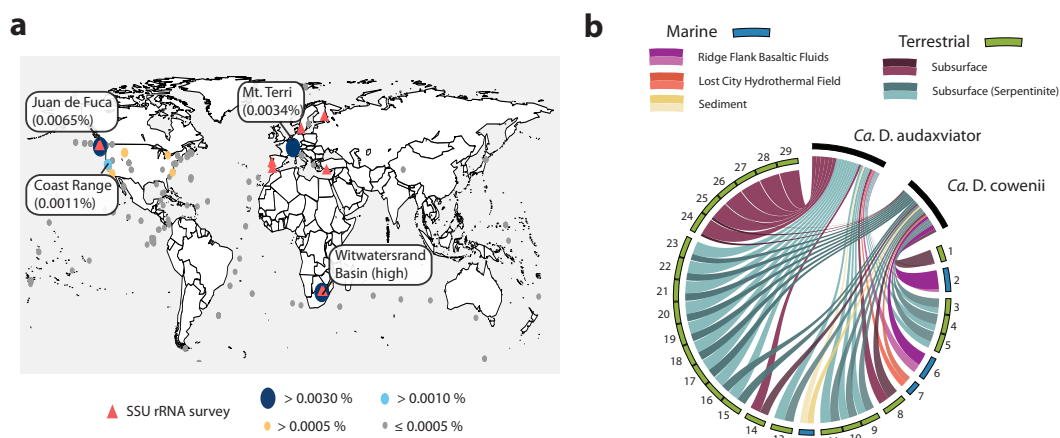 a
Juan de Fuca
(0.0065%)
Mt. Terri
(0.0034%)
Coast Range
(0.0011%)
Witwatersrand
Basin (high)
SSU rRNA survey
> 0.0030 %
> 0.0010 %
> 0.0005 %
≤ 0.0005 %
b
Marine
Ridge Flank Basaltic Fluids
Lost City Hydrothermal Field
Sediment
Terrestrial
Subsurface
Subsurface (Serpentinite)
Ca. D. audaxviator
Ca. D. cowenii
1
2
3
4
5
6
7
8
9
14
15
16
17
18
19
20
21
22
23
24
25
26
27
28
29